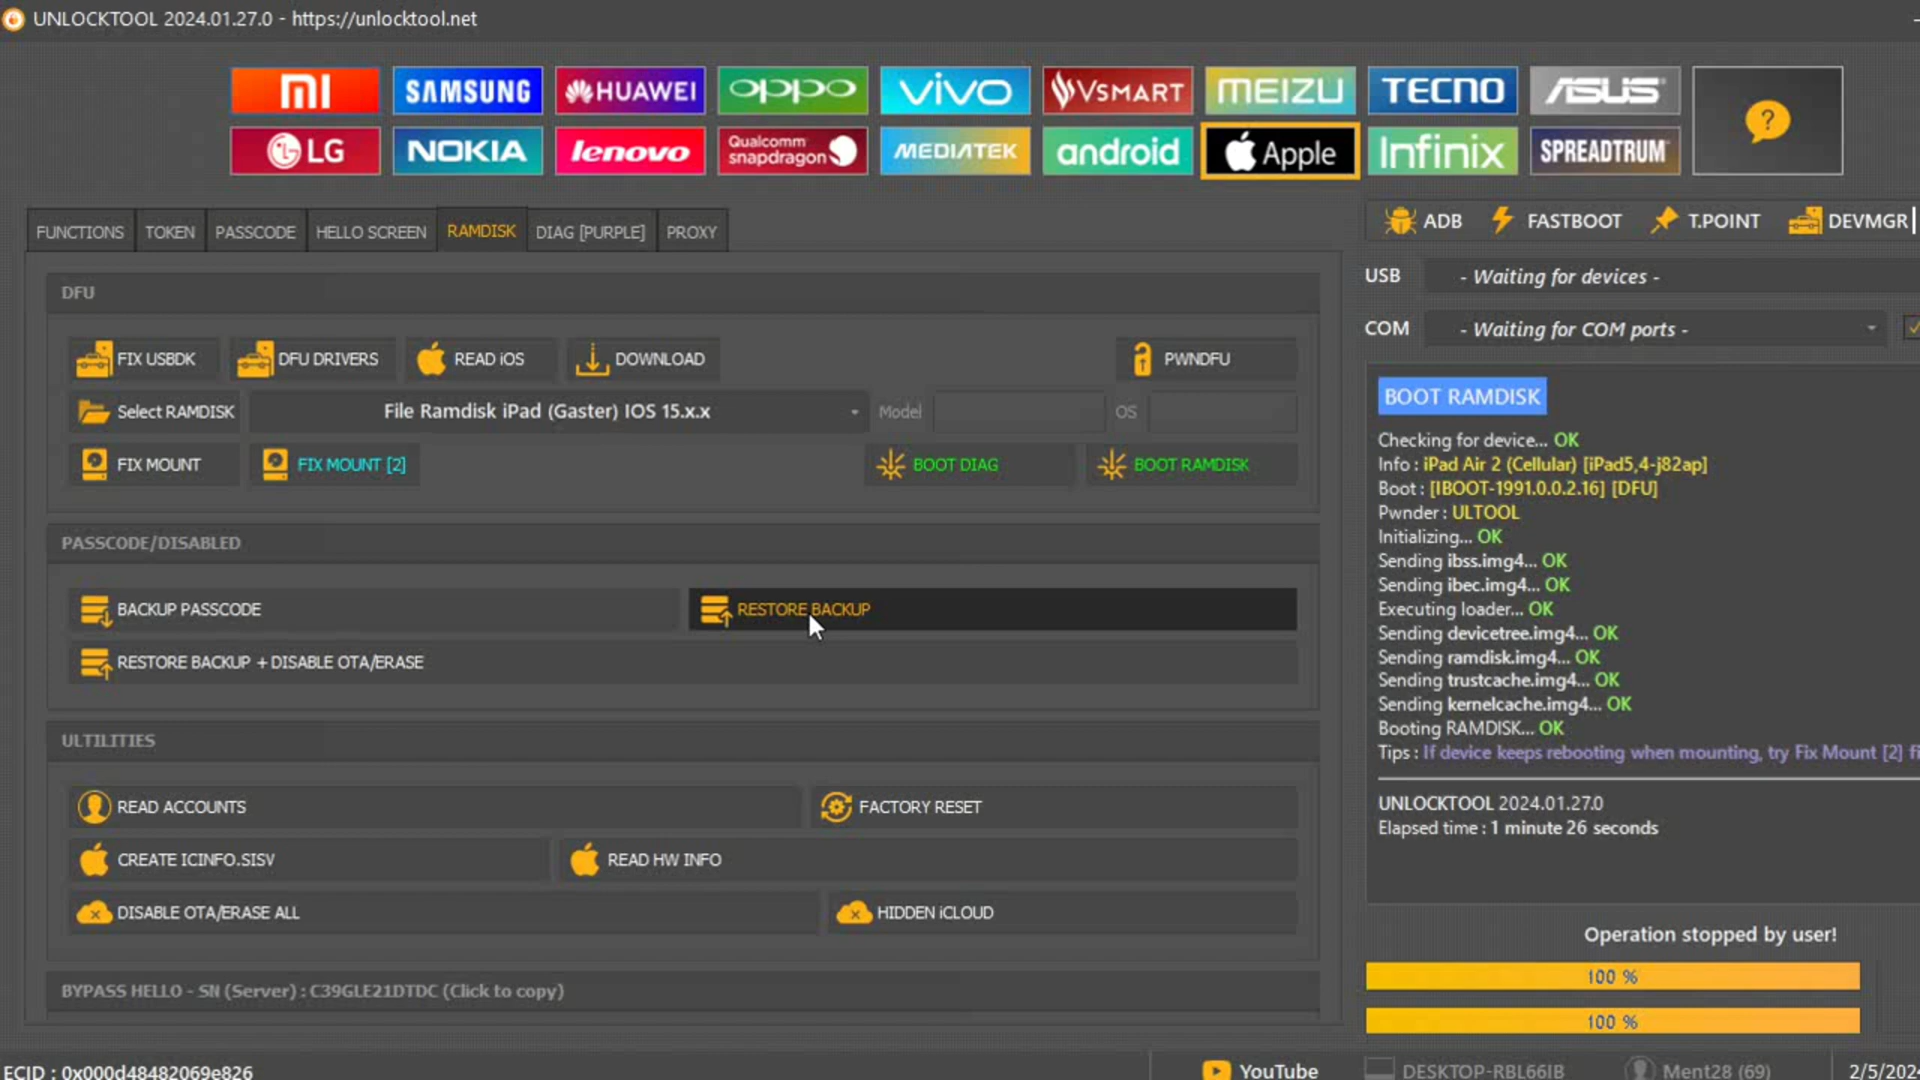 UNLOCKTOOL 2024.01.27.0 - https://unlocktool.net
MI SAMSUNG HUAWEI oppo vivo VSMART MEIZU TECNO ASUS ?
LG NOKIA lenovo Qualcomm snapdragon MEDIATEK android Apple Infinix SPREADTRUM
FUNCTIONS TOKEN PASSCODE HELLO SCREEN RAMDISK DIAG [PURPLE] PROXY
ADB FASTBOOT T.POINT DEVMGR
DFU
USB - Waiting for devices -
COM - Waiting for COM ports -
FIX USBDK DFU DRIVERS READ iOS DOWNLOAD PWNDFU
Select RAMDISK File Ramdisk iPad (Gaster) IOS 15.x.x Model OS
FIX MOUNT FIX MOUNT [2] BOOT DIAG BOOT RAMDISK
PASSCODE/DISABLED
BACKUP PASSCODE RESTORE BACKUP
RESTORE BACKUP + DISABLE OTA/ERASE
ULTILITIES
READ ACCOUNTS FACTORY RESET
CREATE ICINFO.SISV READ HW INFO
DISABLE OTA/ERASE ALL HIDDEN iCLOUD
BYPASS HELLO - SN (Server) : C39GLE21DTDC (Click to copy)
BOOT RAMDISK
Checking for device... OK
Info : iPad Air 2 (Cellular) [iPad5,4-j82ap]
Boot : [IBOOT-1991.0.0.2.16] [DFU]
Pwnder : ULTOOL
Initializing... OK
Sending ibss.img4... OK
Sending ibec.img4... OK
Executing loader... OK
Sending devicetree.img4... OK
Sending ramdisk.img4... OK
Sending trustcache.img4... OK
Sending kernelcache.img4... OK
Booting RAMDISK... OK
Tips : If device keeps rebooting when mounting, try Fix Mount [2] fi
UNLOCKTOOL 2024.01.27.0
Elapsed time : 1 minute 26 seconds
Operation stopped by user!
100 %
100 %
ECID : 0x000d48482069e826 YouTube DESKTOP-RBL66IB Ment28 (69) 2/5/202